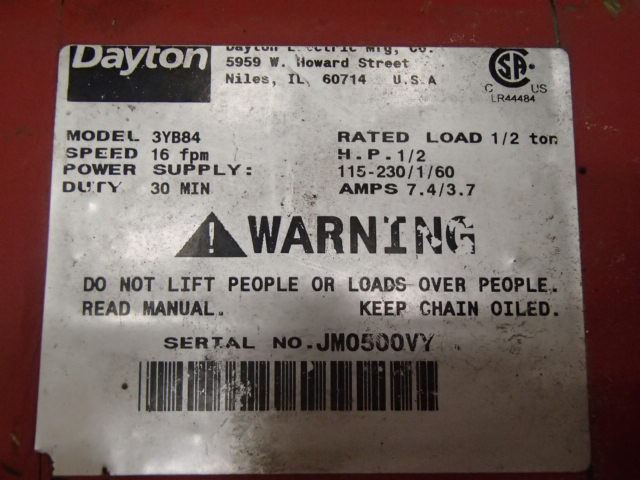 Dayton
Dayton Electric Mfg. Co.
5959 W. Howard Street
Niles, IL 60714 U.S.A
C US
LR44484
MODEL 3YB84
RATED LOAD 1/2 ton
SPEED 16 fpm
H.P. 1/2
POWER SUPPLY:
115-230/1/60
DUTY 30 MIN
AMPS 7.4/3.7
! WARNING
DO NOT LIFT PEOPLE OR LOADS OVER PEOPLE.
READ MANUAL. KEEP CHAIN OILED.
SERIAL NO. JM0500VY